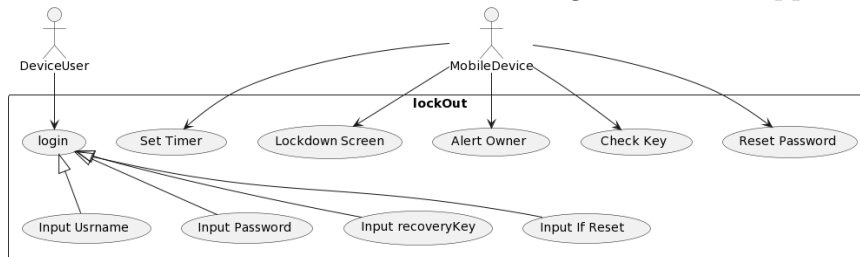 DeviceUser
MobileDevice
lockOut
login
Set Timer
Lockdown Screen
Alert Owner
Check Key
Reset Password
Input Usrname
Input Password
Input recoveryKey
Input If Reset